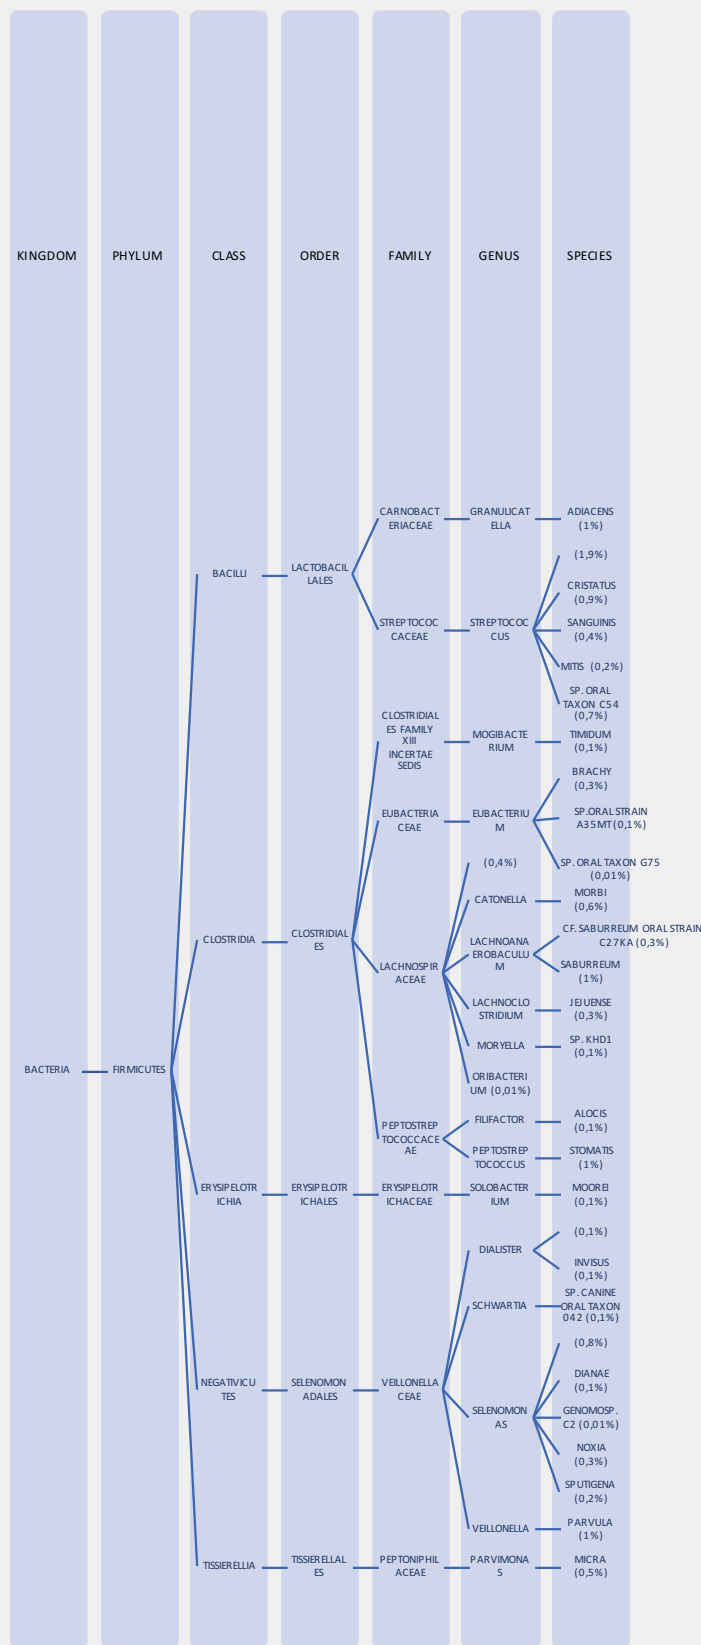 KINGDOM PHYLUM CLASS ORDER FAMILY GENUS SPECIES
CARNOBACT
ERIACEAE
GRANULICAT
ELLA
ADIACENS
(1%)
(1,9%)
BACILLI
LACTOBACIL
LALES
CRISTATUS
(0,9%)
STREPTOCOC
CACEAE
STREPTOCOC
CUS
SANGUINIS
(0,4%)
MITIS (0,2%)
SP. ORAL
TAXON C54
(0,7%)
CLOSTRIDIAL
ES FAMILY
XIII
INCERTAE
SEDIS
MOGIBACTE
RIUM
TIMIDUM
(0,1%)
BRACHY
(0,3%)
EUBACTERIA
CEAE
EUBACTERIU
M
SP.ORAL STRAIN
A35MT (0,1%)
SP. ORAL TAXON G75
(0,01%)
(0,4%)
CATONELLA
MORBI
(0,6%)
CLOSTRIDIA
CLOSTRIDIAL
ES
LACHNOANA
EROBACULU
M
CF. SABURREUM ORAL STRAIN
C27KA (0,3%)
LACHNOSPIR
ACEAE
SABURREUM
(1%)
LACHNOCLO
STRIDIUM
JEJUENSE
(0,3%)
MORYELLA
SP. KHD1
(0,1%)
BACTERIA
FIRMICUTES
ORIBACTERI
UM (0,01%)
PEPTOSTREP
TOCOCCACE
AE
FILIFACTOR
ALOCIS
(0,1%)
PEPTOSTREP
TOCOCCUS
STOMATIS
(1%)
ERYSIPELOTR
ICHIA
ERYSIPELOTR
ICHALES
ERYSIPELOTR
ICHACEAE
SOLOBACTER
IUM
MOOREI
(0,1%)
(0,1%)
DIALISTER
INVISUS
(0,1%)
SCHWARTIA
SP. CANINE
ORAL TAXON
042 (0,1%)
(0,8%)
NEGATIVICU
TES
SELENOMON
ADALES
VEILLONELLA
CEAE
DIANAE
(0,1%)
SELENOMON
AS
GENOMOSP.
C2 (0,01%)
NOXIA
(0,3%)
SPUTIGENA
(0,2%)
VEILLONELLA
PARVULA
(1%)
TISSIERELLIA
TISSIERELLAL
ES
PEPTONIPHIL
ACEAE
PARVIMONA
S
MICRA
(0,5%)